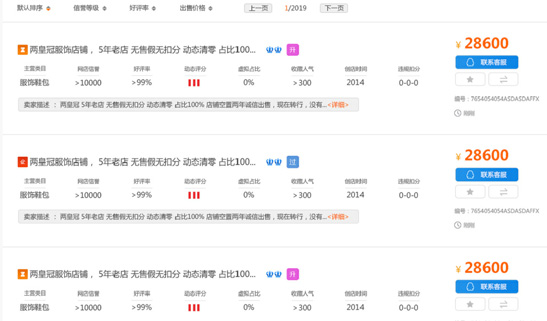 默认排序 信誉等级 好评率 出售价格 上一页 1/2019 下一页
两皇冠服饰店铺，5年老店 无售假无扣分 动态清零 占比100... 升
¥ 28600
主营类目 网店信誉 好评率 动态评分 虚拟占比 收藏人气 创店时间 违规扣分
联系客服
服饰鞋包 >10000 >99% 0% >300 2014 0-0-0
编号：7654054054ASDASDAFFX
卖家描述 ： 两皇冠 5年老店 无售假无扣分 动态清零 占比100% 店铺空置两年诚信出售，现在转行，没有...<详细>
刚刚
两皇冠服饰店铺，5年老店 无售假无扣分 动态清零 占比100... 过
¥ 28600
主营类目 网店信誉 好评率 动态评分 虚拟占比 收藏人气 创店时间 违规扣分
联系客服
服饰鞋包 >10000 >99% 0% >300 2014 0-0-0
编号：7654054054ASDASDAFFX
卖家描述 ： 两皇冠 5年老店 无售假无扣分 动态清零 占比100% 店铺空置两年诚信出售，现在转行，没有...<详细>
刚刚
两皇冠服饰店铺，5年老店 无售假无扣分 动态清零 占比100... 升
¥ 28600
主营类目 网店信誉 好评率 动态评分 虚拟占比 收藏人气 创店时间 违规扣分
联系客服
服饰鞋包 >10000 >99% 0% >300 2014 0-0-0